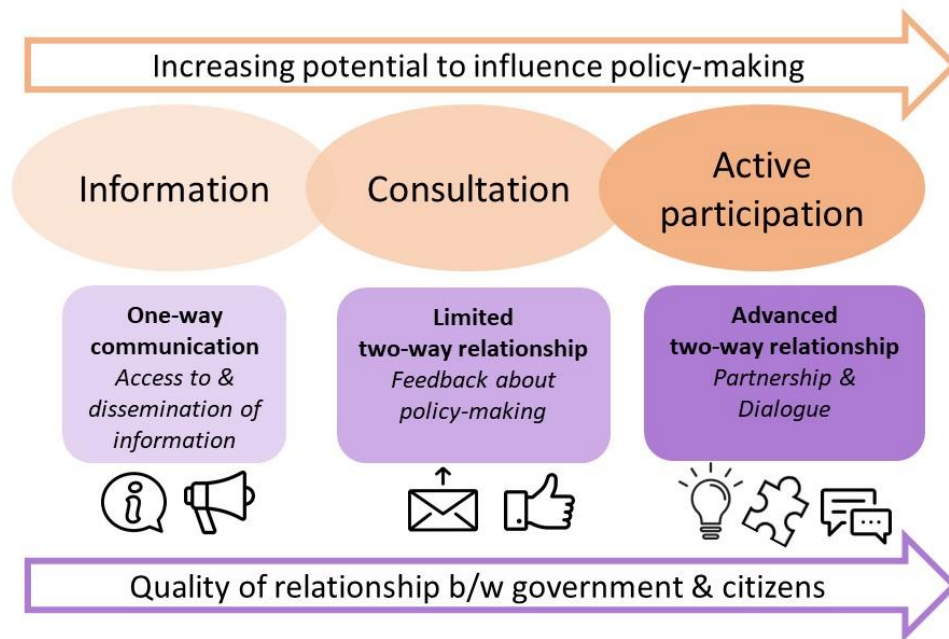 Increasing potential to influence policy-making
Information
Consultation
Active
participation
One-way
communication
Access to &
dissemination of
information
Limited
two-way relationship
Feedback about
policy-making
Advanced
two-way relationship
Partnership &
Dialogue
i
Quality of relationship b/w government & citizens